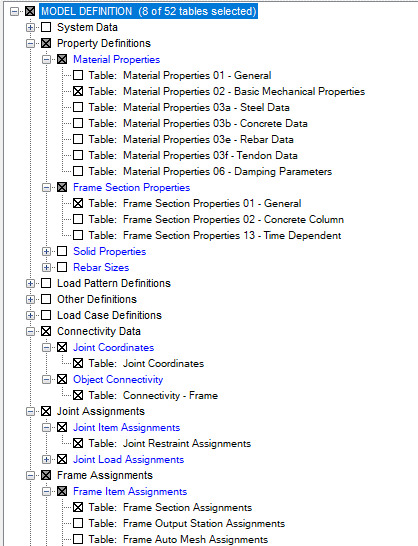 MODEL DEFINITION (8 of 52 tables selected)
System Data
Property Definitions
Material Properties
Table: Material Properties 01 - General
Table: Material Properties 02 - Basic Mechanical Properties
Table: Material Properties 03a - Steel Data
Table: Material Properties 03b - Concrete Data
Table: Material Properties 03e - Rebar Data
Table: Material Properties 03f - Tendon Data
Table: Material Properties 06 - Damping Parameters
Frame Section Properties
Table: Frame Section Properties 01 - General
Table: Frame Section Properties 02 - Concrete Column
Table: Frame Section Properties 13 - Time Dependent
Solid Properties
Rebar Sizes
Load Pattern Definitions
Other Definitions
Load Case Definitions
Connectivity Data
Joint Coordinates
Table: Joint Coordinates
Object Connectivity
Table: Connectivity - Frame
Joint Assignments
Joint Item Assignments
Table: Joint Restraint Assignments
Joint Load Assignments
Frame Assignments
Frame Item Assignments
Table: Frame Section Assignments
Table: Frame Output Station Assignments
Table: Frame Auto Mesh Assignments